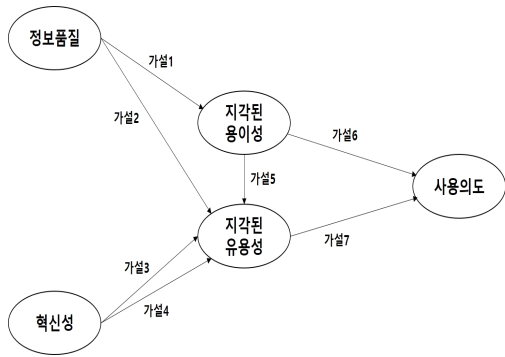 정보품질
가설1
가설2
지각된
용이성
가설6
가설5
사용의도
지각된
유용성
가설7
가설3
가설4
혁신성